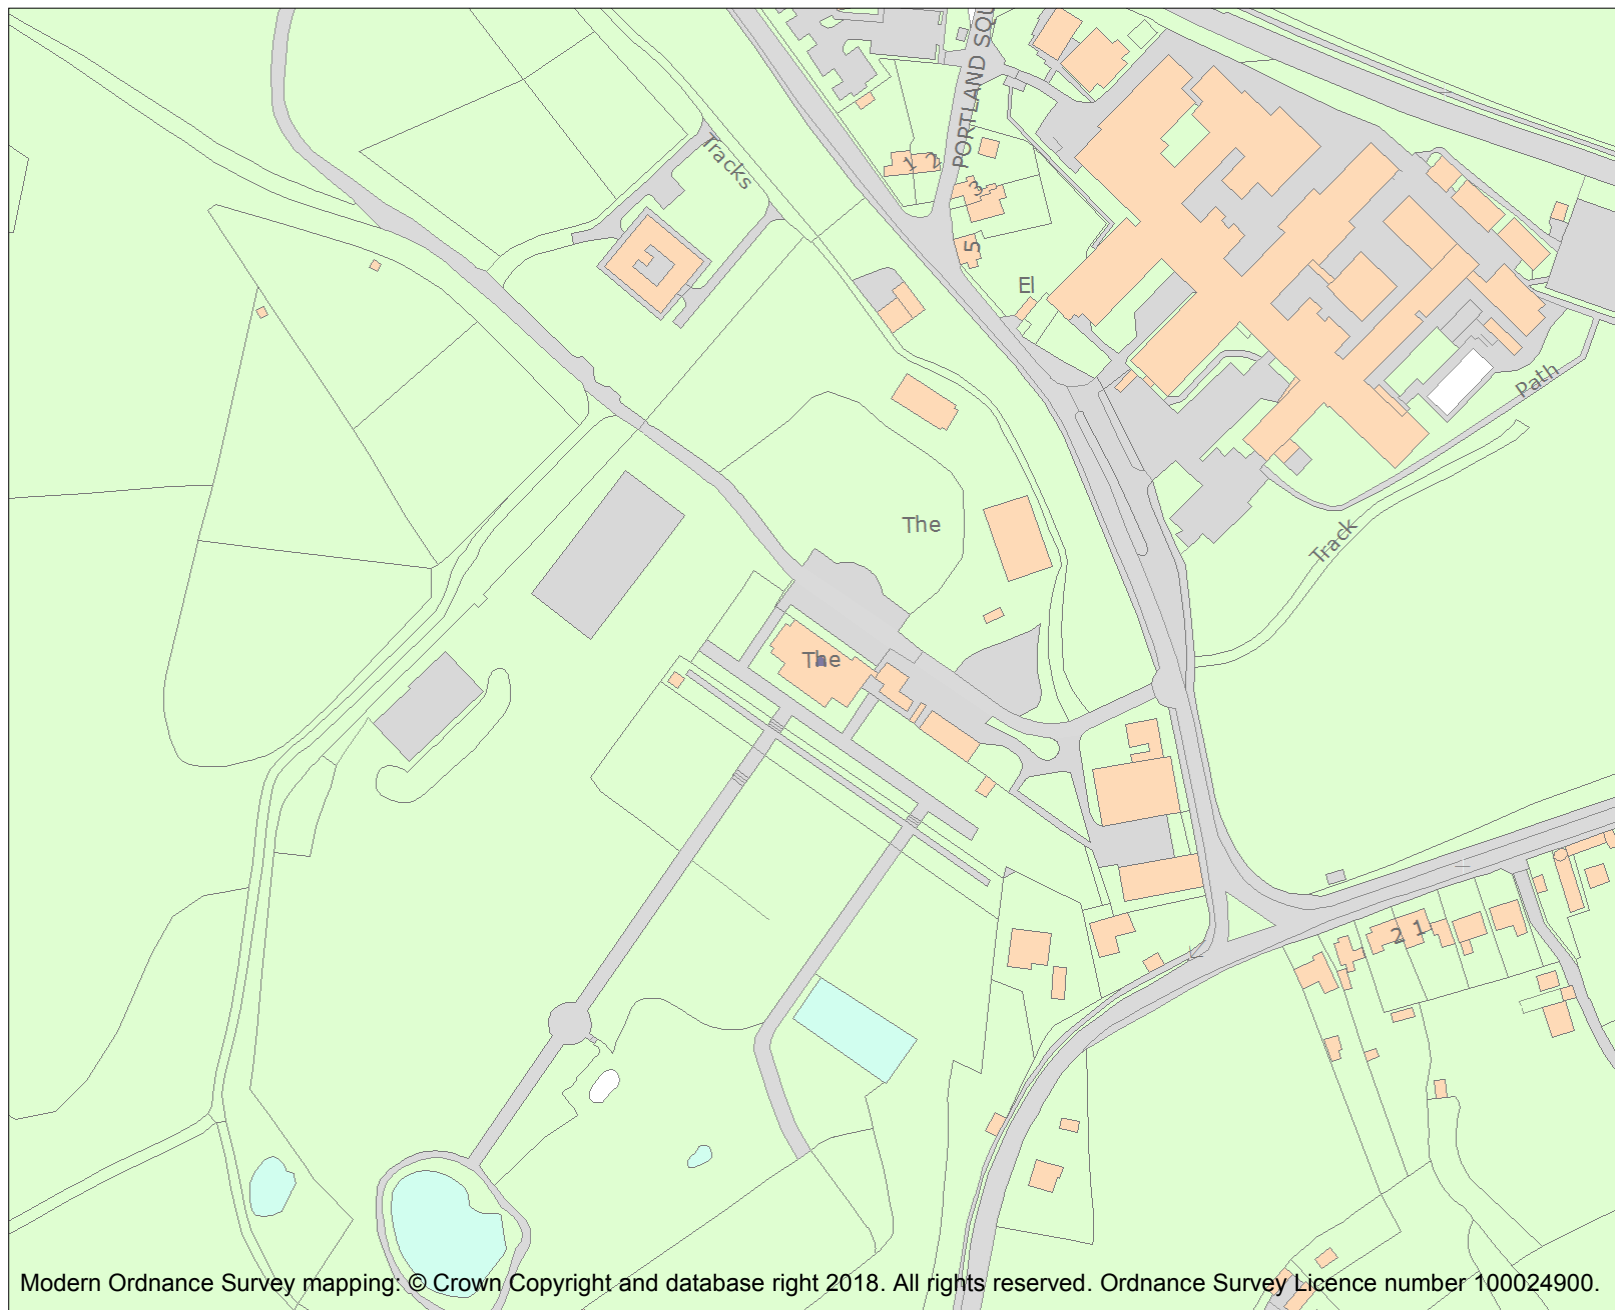 PORTLAND SQU
Tracks
1 2
3
5
El
Path
The
Track
The
2 1
Modern Ordnance Survey mapping: © Crown Copyright and database right 2018. All rights reserved. Ordnance Survey Licence number 100024900.